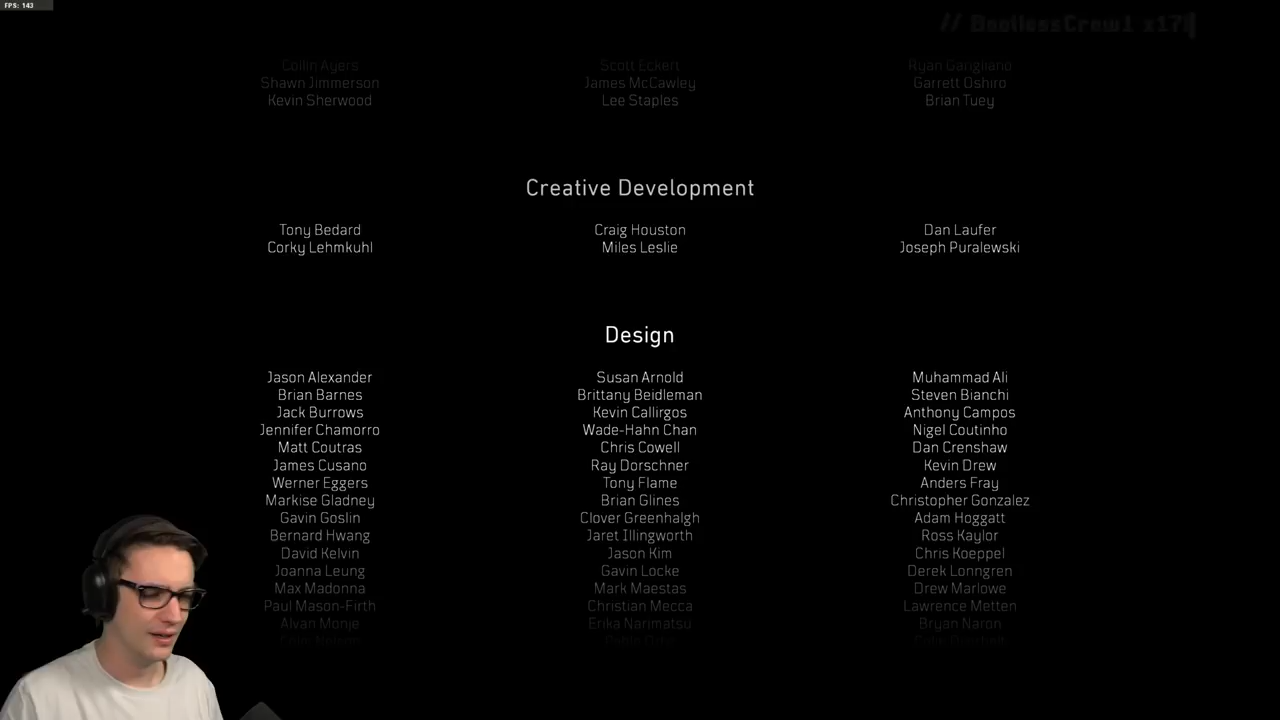 FPS: 143
Collin Ayers Scott Eckert Ryan Gangliano
Shawn Jimmerson James McCawley Garrett Oshiro
Kevin Sherwood Lee Staples Brian Tuey
Creative Development
Tony Bedard Craig Houston Dan Laufer
Corky Lehmkuhl Miles Leslie Joseph Puralewski
Design
Jason Alexander Susan Arnold Muhammad Ali
Brian Barnes Brittany Beidleman Steven Bianchi
Jack Burrows Kevin Callirgos Anthony Campos
Jennifer Chamorro Wade-Hahn Chan Nigel Coutinho
Matt Coutras Chris Cowell Dan Crenshaw
James Cusano Ray Dorschner Kevin Drew
Werner Eggers Tony Flame Anders Fray
Markise Gladney Brian Glines Christopher Gonzalez
Gavin Goslin Clover Greenhalgh Adam Hoggatt
Bernard Hwang Jaret Illingworth Ross Kaylor
David Kelvin Jason Kim Chris Koeppel
Joanna Leung Gavin Locke Derek Lonngren
Max Madonna Mark Maestas Drew Marlowe
Paul Mason-Firth Christian Mecca Lawrence Metten
Alvan Monje Erika Narimatsu Bryan Naron